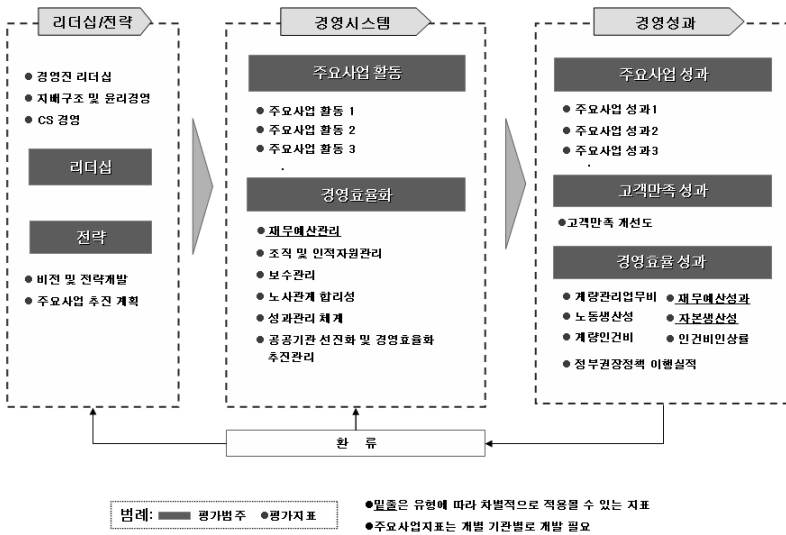 리더십/전략
경영진 리더십
지배구조 및 윤리경영
CS 경영
리더십
전략
비전 및 전략개발
주요사업 추진 계획
경영시스템
주요사업 활동
주요사업 활동 1
주요사업 활동 2
주요사업 활동 3
.
경영효율화
재무예산관리
조직 및 인적자원관리
보수관리
노사관계 합리성
성과관리 체계
공공기관 선진화 및 경영효율화
추진관리
경영성과
주요사업 성과
주요사업 성과1
주요사업 성과2
주요사업 성과3
.
고객만족 성과
고객만족 개선도
경영효율 성과
계량관리업무비
재무예산성과
노동생산성
자본생산성
계량인건비
인건비인상률
정부권장정책 이행실적
환 류
범례: 평가범주 평가지표
밑줄은 유형에 따라 차별적으로 적용될 수 있는 지표
주요사업지표는 개별 기관별로 개발 필요